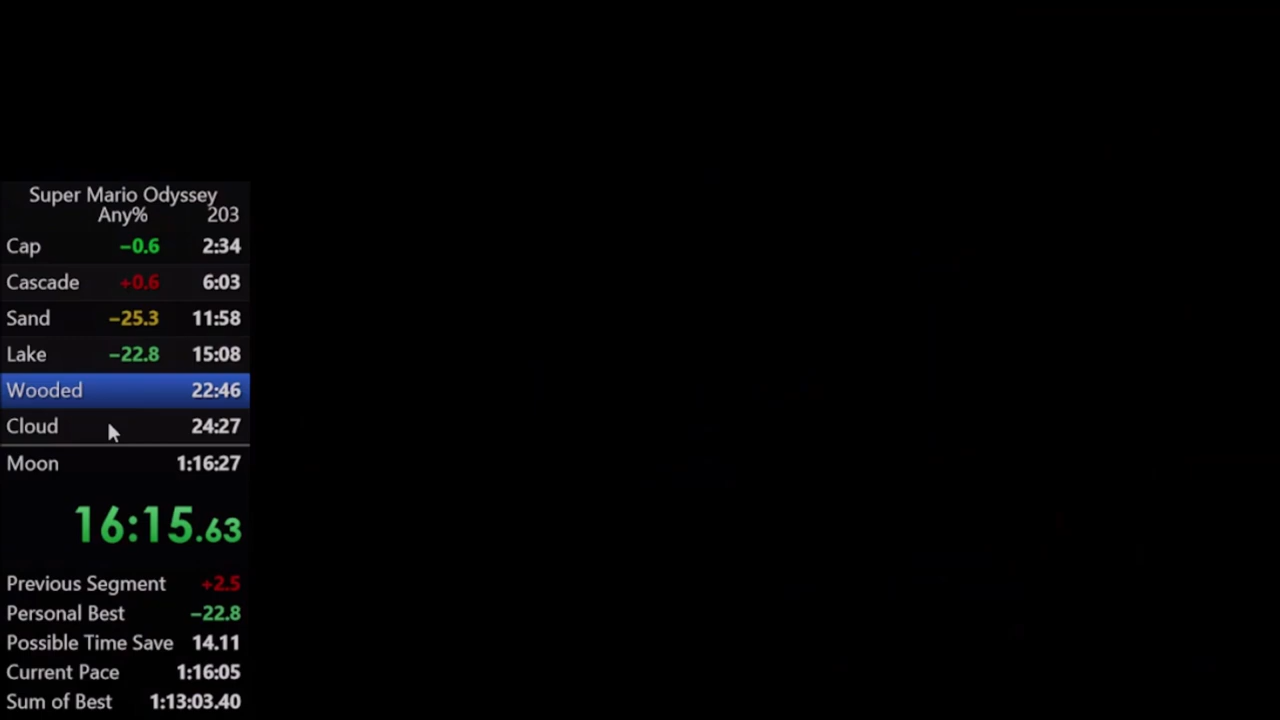 Super Mario Odyssey
Any% 203
Cap −0.6 2:34
Cascade +0.6 6:03
Sand −25.3 11:58
Lake −22.8 15:08
Wooded 22:46
Cloud 24:27
Moon 1:16:27
16:15.63
Previous Segment +2.5
Personal Best −22.8
Possible Time Save 14.11
Current Pace 1:16:05
Sum of Best 1:13:03.40